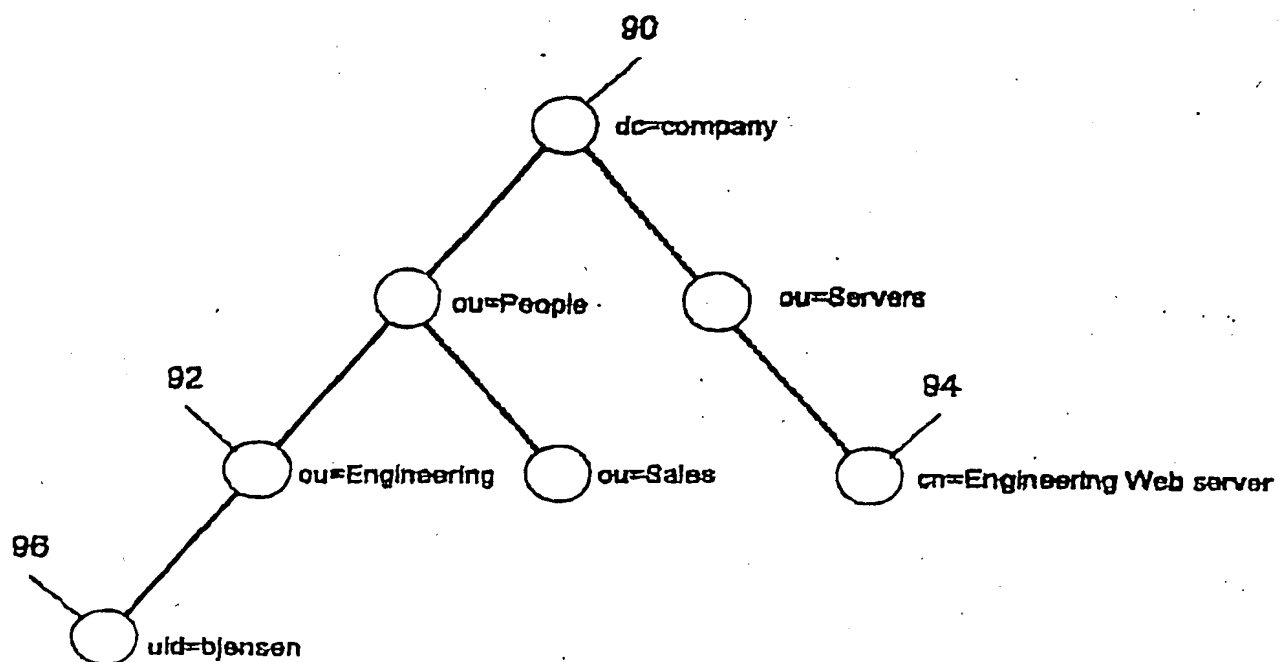 90
dc=company
ou=People
ou=Servers
92
94
ou=Engineering
ou=Sales
cn=Engineering Web server
96
uid=bjensen